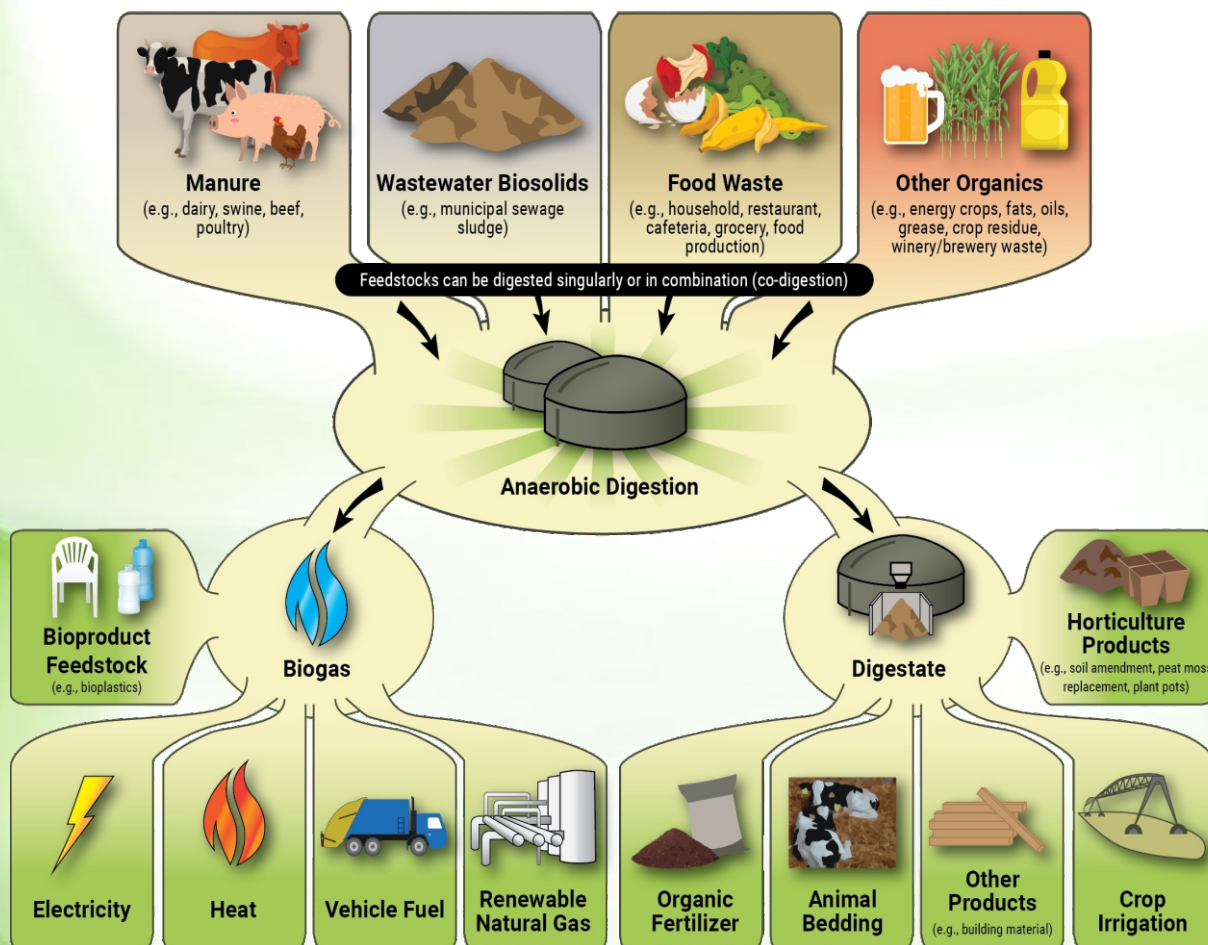 Manure
(e.g., dairy, swine, beef,
poultry)
Wastewater Biosolids
(e.g., municipal sewage
sludge)
Food Waste
(e.g., household, restaurant,
cafeteria, grocery, food
production)
Other Organics
(e.g., energy crops, fats, oils,
grease, crop residue,
winery/brewery waste)
Feedstocks can be digested singularly or in combination (co-digestion)
Anaerobic Digestion
Bioproduct
Feedstock
(e.g., bioplastics)
Biogas
Digestate
Horticulture
Products
(e.g., soil amendment, peat moss
replacement, plant pots)
Electricity
Heat
Vehicle Fuel
Renewable
Natural Gas
Organic
Fertilizer
Animal
Bedding
Other
Products
(e.g., building material)
Crop
Irrigation